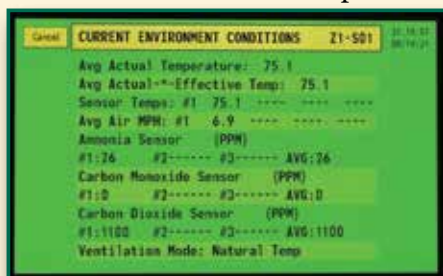 Cancel CURRENT ENVIRONMENT CONDITIONS Z1-S01
Avg Actual Temperature: 75.1
Avg Actual-*-Effective Temp: 75.1
Sensor Temps: #1 75.1 ---- ---- ----
Avg Air MPH: #1 6.9 ---- ---- ----
Ammonia Sensor (PPM)
#1:26 #2------ #3------ AVG:26
Carbon Monoxide Sensor (PPM)
#1:0 #2------ #3------ AVG:0
Carbon Dioxide Sensor (PPM)
#1:1100 #2------ #3------ AVG:1100
Ventilation Mode: Natural Temp